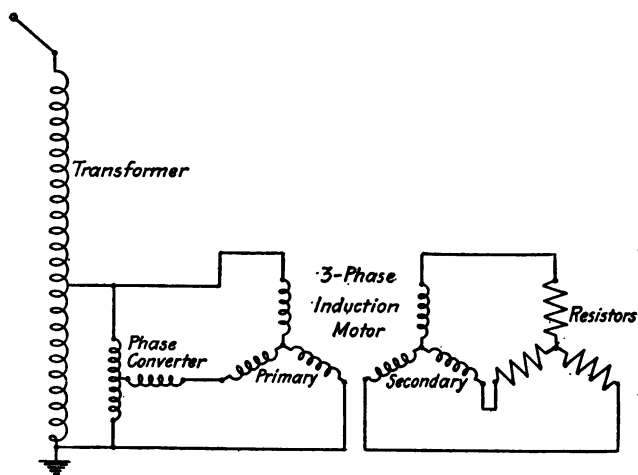 Transformer
3-Phase
Induction
Motor
Resistors
Phase
Converter
Primary
Secondary